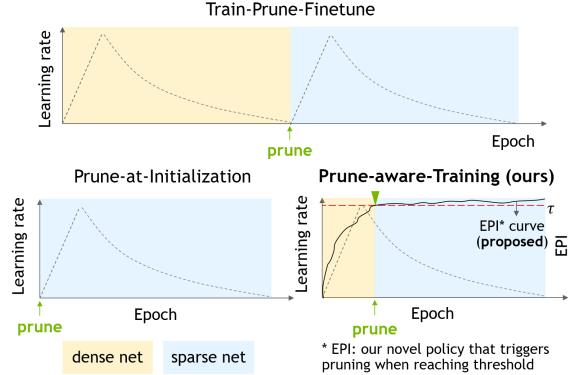 Train-Prune-Finetune
Learning rate
Epoch
prune
Prune-at-Initialization
Learning rate
Epoch
prune
Prune-aware-Training (ours)
Learning rate
τ
EPI* curve
(proposed)
EPI
Epoch
prune
dense net
sparse net
* EPI: our novel policy that triggers
pruning when reaching threshold